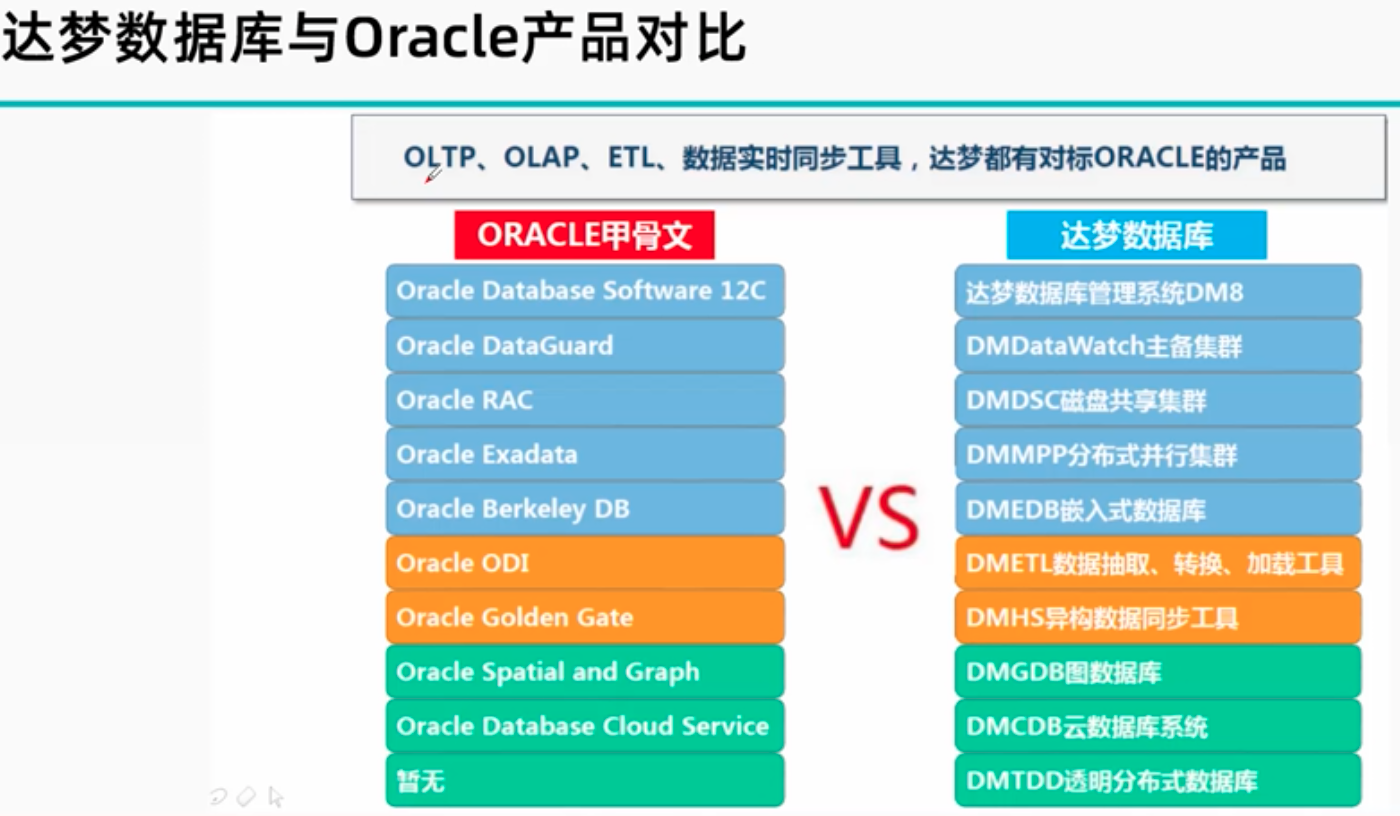 达梦数据库与Oracle产品对比
OLTP、OLAP、ETL、数据实时同步工具，达梦都有对标ORACLE的产品
ORACLE甲骨文
达梦数据库
Oracle Database Software 12C
达梦数据库管理系统DM8
Oracle DataGuard
DMDataWatch主备集群
Oracle RAC
DMDSC磁盘共享集群
Oracle Exadata
DMMPP分布式并行集群
Oracle Berkeley DB
DMEDB嵌入式数据库
VS
Oracle ODI
DMETL数据抽取、转换、加载工具
Oracle Golden Gate
DMHS异构数据同步工具
Oracle Spatial and Graph
DMGDB图数据库
Oracle Database Cloud Service
DMCDB云数据库系统
暂无
DMTDD透明分布式数据库